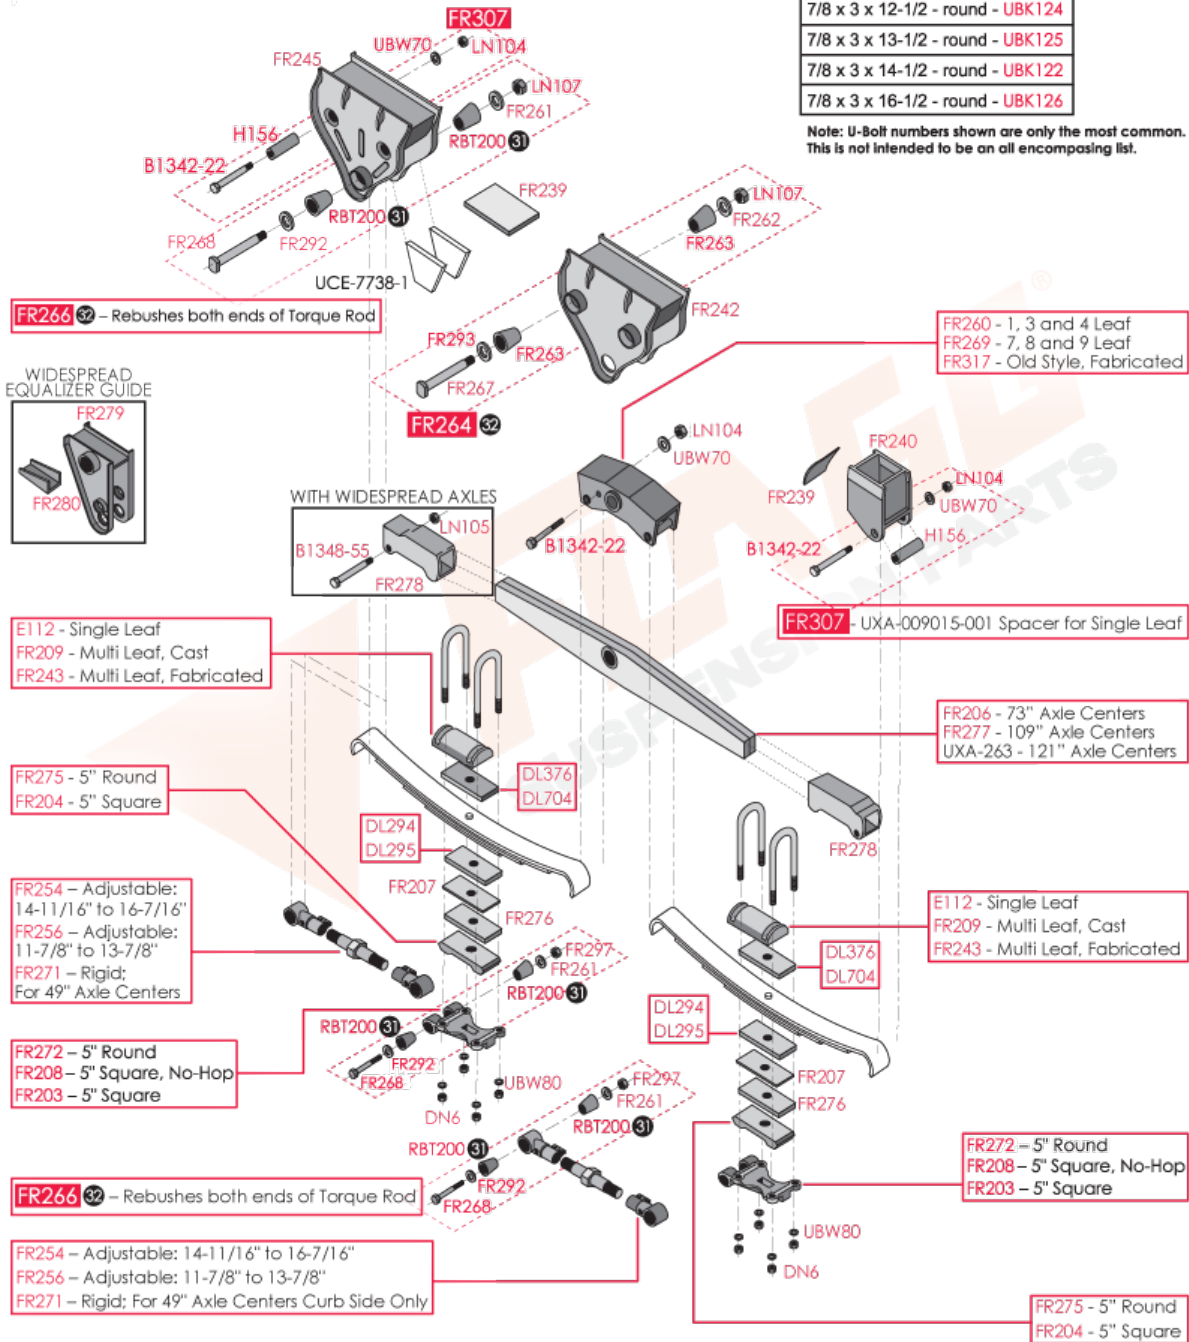 7/8 x 3 x 12-1/2 - round - UBK124
7/8 x 3 x 13-1/2 - round - UBK125
7/8 x 3 x 14-1/2 - round - UBK122
7/8 x 3 x 16-1/2 - round - UBK126
Note: U-Bolt numbers shown are only the most common.
This is not intended to be an all encompasing list.
FR307
UBW70
LN104
FR245
LN107
FR261
H156
RBT200 31
B1342-22
FR239
RBT200 31
FR268
FR292
UCE-7738-1
LN107
FR262
FR263
FR242
FR266 32 – Rebushes both ends of Torque Rod
FR293
FR263
FR267
FR264 32
FR260 - 1, 3 and 4 Leaf
FR269 - 7, 8 and 9 Leaf
FR317 - Old Style, Fabricated
WIDESPREAD
EQUALIZER GUIDE
FR279
FR280
LN104
UBW70
B1342-22
WITH WIDESPREAD AXLES
LN105
B1348-55
FR278
FR240
FR239
LN104
UBW70
H156
B1342-22
FR307 - UXA-009015-001 Spacer for Single Leaf
E112 - Single Leaf
FR209 - Multi Leaf, Cast
FR243 - Multi Leaf, Fabricated
®
SUSPENSION PARTS
FR206 - 73" Axle Centers
FR277 - 109" Axle Centers
UXA-263 - 121" Axle Centers
FR275 - 5" Round
FR204 - 5" Square
DL376
DL704
DL294
DL295
FR207
FR276
FR278
FR254 – Adjustable:
14-11/16" to 16-7/16"
FR256 – Adjustable:
11-7/8" to 13-7/8"
FR271 – Rigid;
For 49" Axle Centers
E112 - Single Leaf
FR209 - Multi Leaf, Cast
FR243 - Multi Leaf, Fabricated
DL376
DL704
DL294
DL295
FR207
FR276
FR297
FR261
RBT200 31
RBT200 31
FR292
FR268
UBW80
DN6
FR272 – 5" Round
FR208 – 5" Square, No-Hop
FR203 – 5" Square
FR297
FR261
RBT200 31
RBT200 31
FR292
FR268
FR266 32 – Rebushes both ends of Torque Rod
FR272 – 5" Round
FR208 – 5" Square, No-Hop
FR203 – 5" Square
UBW80
DN6
FR254 – Adjustable: 14-11/16" to 16-7/16"
FR256 – Adjustable: 11-7/8" to 13-7/8"
FR271 – Rigid; For 49" Axle Centers Curb Side Only
FR275 - 5" Round
FR204 - 5" Square